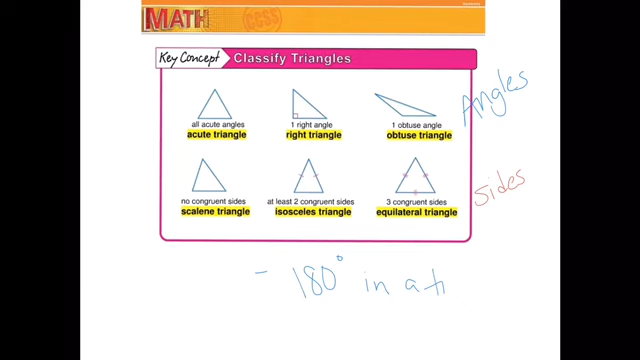 MATH CCSS
Key Concept Classify Triangles
all acute angles
acute triangle
1 right angle
right triangle
1 obtuse angle
obtuse triangle
Angles
no congruent sides
scalene triangle
at least 2 congruent sides
isosceles triangle
3 congruent sides
equilateral triangle
sides
- 180° in a tr